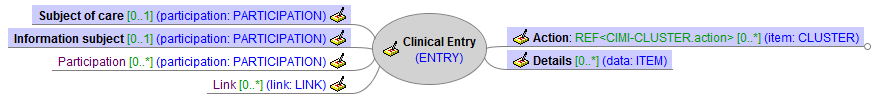 Subject of care [0..1] (participation: PARTICIPATION)
Information subject [0..1] (participation: PARTICIPATION)
Participation [0..*] (participation: PARTICIPATION)
Link [0..*] (link: LINK)
Clinical Entry
(ENTRY)
Action: REF<CIMI-CLUSTER.action> [0..*] (item: CLUSTER)
Details [0..*] (data: ITEM)